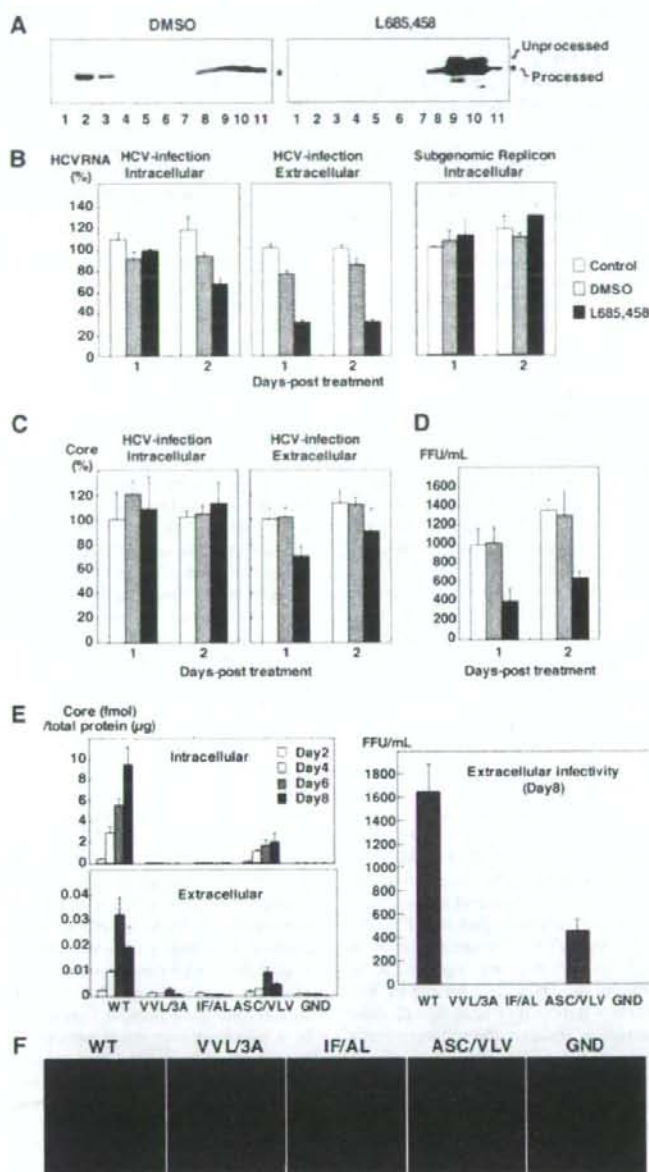 A
DMSO
L685,458
Unprocessed
*
*
Processed
1 2 3 4 5 6 7 8 9 10 11
1 2 3 4 5 6 7 8 9 10 11
B
HCVRNA
(%)
HCV-infection
Intracellular
HCV-infection
Extracellular
Subgenomic Replicon
Intracellular
140
120
100
80
60
40
20
0
Control
DMSO
L685,458
1 2
1 2
1 2
Days-post treatment
C
Core
(%)
HCV-infection
Intracellular
HCV-infection
Extracellular
120
100
80
60
40
20
0
1 2
1 2
Days-post treatment
D
FFU/mL
1600
1400
1200
1000
800
600
400
200
0
1 2
Days-post treatment
E
Core (fmol)
/total protein (µg)
Intracellular
10
8
6
4
2
0
Day2
Day4
Day6
Day8
Extracellular
0.04
0.03
0.02
0.01
0
WT VVL/3A IF/AL ASC/VLV GND
FFU/mL
Extracellular infectivity
(Day8)
1800
1600
1400
1200
1000
800
600
400
200
0
WT VVL/3A IF/AL ASC/VLV GND
F
WT VVL/3A IF/AL ASC/VLV GND